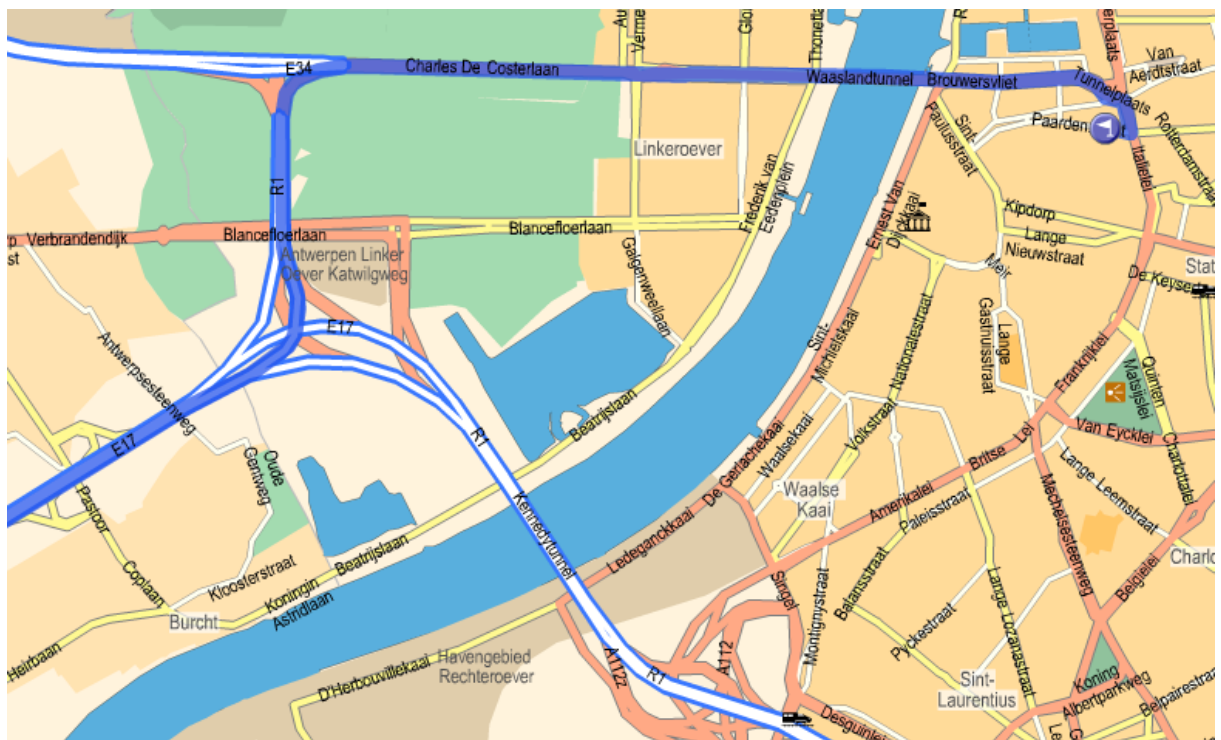 E34
Charles De Costerlaan
Waaslandtunnel
Brouwersvliet
Tunnelplaats
Van
Aerdtstraat
Paarden
Rotterdamstraat
Italielei
Linkeroever
Frederik van
Eedenplein
Sint-
Paulusstraat
R1
Verbrandendijk
Blancefloerlaan
Blancefloerlaan
Antwerpen Linker
Oever Katwilgweg
Galgenweellaan
Ernest Van
Dijckkaai
Kipdorp
Lange
Nieuwstraat
Meir
De Keyser
Stat
Antwerpsesteenweg
E17
Sint-
Michielskaai
Nationalestraat
Lange
Gasthuisstraat
Frankrijklei
Quinten
Matsijslei
E17
R1
Beatrijslaan
De Gerlachekaai
Waalsekaai
Volkstraat
Britse Lei
Van Eycklei
Charlottalei
Oude
Gentweg
Pastoor
Coplaan
Kennedytunnel
Waalse
Kaai
Amerikalei
Paleisstraat
Mechelsesteenweg
Lange Leemstraat
Kloosterstraat
Koningin
Astridlaan
Beatrijslaan
Ledeganckkaai
Singel
Montignystraat
Balansstraat
Lange Lozanastraat
Belgielei
Charlo
Burcht
Heirbaan
D'Herbouvillekaai
Havengebied
Rechteroever
A112z
R1
A112
Pyckestraat
Sint-
Laurentius
Koning
Albertparkweg
Belpairestraat
Desguinlei